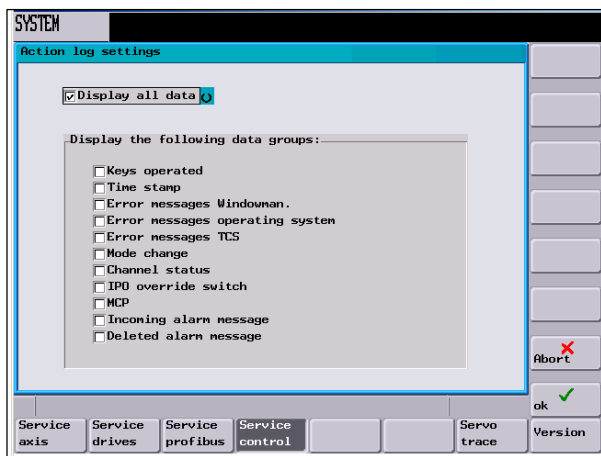 SYSTEM
Action log settings
Display all data
Display the following data groups:
Keys operated
Time stamp
Error messages Windowman.
Error messages operating system
Error messages TCS
Mode change
Channel status
IPO override switch
MCP
Incoming alarm message
Deleted alarm message
Abort
ok
Service axis
Service drives
Service profibus
Service control
Servo trace
Version